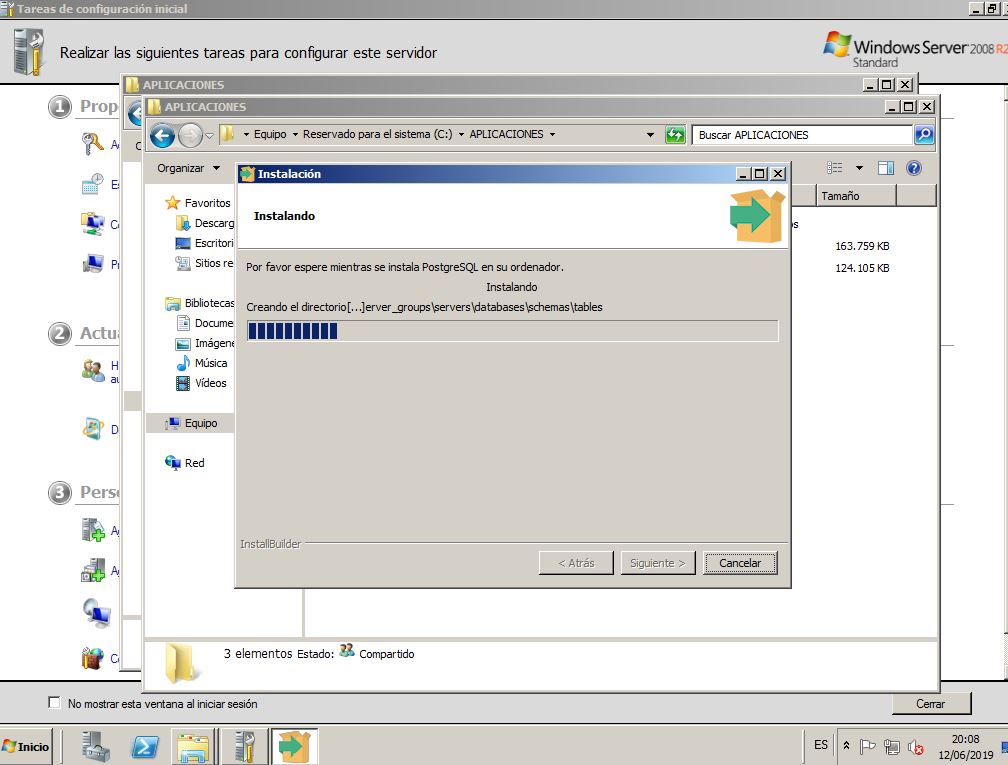 Tareas de configuración inicial
Realizar las siguientes tareas para configurar este servidor
Windows Server 2008 R2
Standard
APLICACIONES
APLICACIONES
Equipo Reservado para el sistema (C:) APLICACIONES
Buscar APLICACIONES
Organizar
1 Prop
2 Actua
3 Pers
Favoritos
Descarg
Escritori
Sitios re
Bibliotecas
Docume
Imágene
Música
Vídeos
Equipo
Red
Tamaño
163.759 KB
124.105 KB
Instalación
Instalando
Por favor espere mientras se instala PostgreSQL en su ordenador.
Instalando
Creando el directorio[...]erver_groups\servers\databases\schemas\tables
InstallBuilder
< Atrás
Siguiente >
Cancelar
3 elementos Estado: Compartido
No mostrar esta ventana al iniciar sesión
Cerrar
Inicio
ES
20:08
12/06/2019